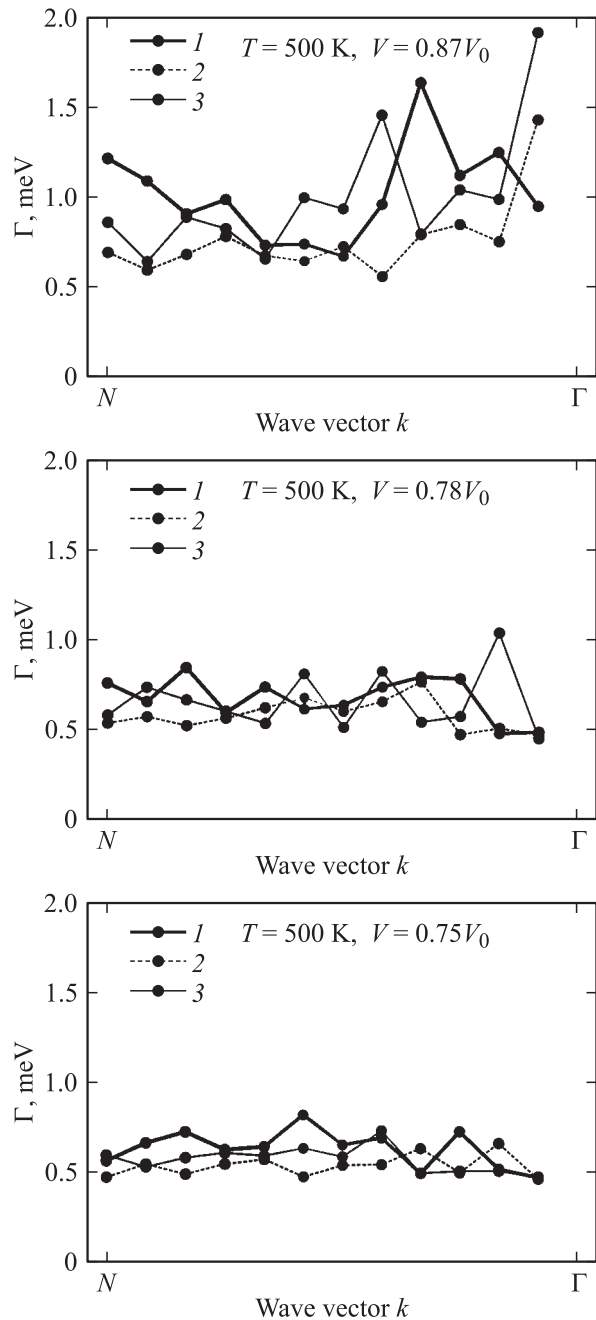 2.0
1 T = 500 K, V = 0.87V₀
2
3
1.5
1.0
0.5
0
Γ, meV
N Γ
Wave vector k
2.0
1 T = 500 K, V = 0.78V₀
2
3
1.5
1.0
0.5
0
Γ, meV
N Γ
Wave vector k
2.0
1 T = 500 K, V = 0.75V₀
2
3
1.5
1.0
0.5
0
Γ, meV
N Γ
Wave vector k